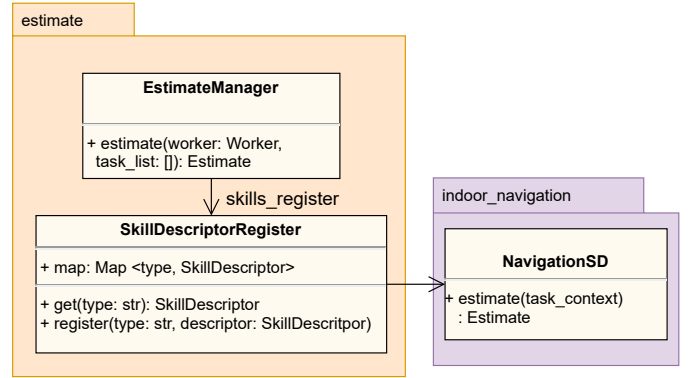 estimate
EstimateManager
+ estimate(worker: Worker,
task_list: []): Estimate
skills_register
SkillDescriptorRegister
+ map: Map <type, SkillDescriptor>
+ get(type: str): SkillDescriptor
+ register(type: str, descriptor: SkillDescritpor)
indoor_navigation
NavigationSD
+ estimate(task_context)
: Estimate